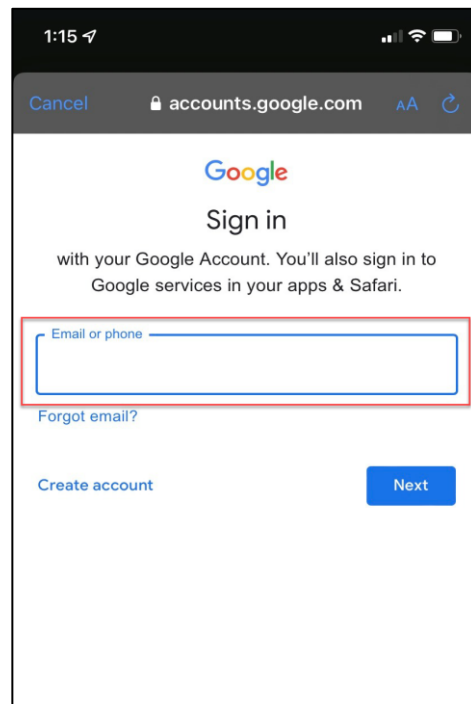 1:15
Cancel accounts.google.com AA
Google
Sign in
with your Google Account. You’ll also sign in to
Google services in your apps & Safari.
Email or phone
Forgot email?
Create account Next